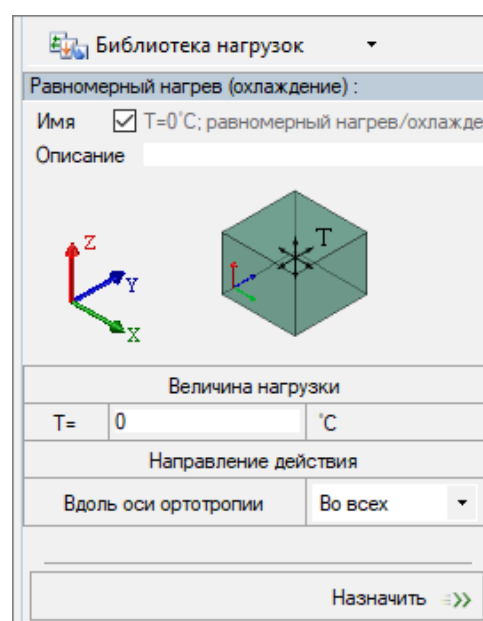 Библиотека нагрузок
Равномерный нагрев (охлаждение) :
Имя T=0°C; равномерный нагрев/охлажде
Описание
Z
T
Y
X
Величина нагрузки
T= 0 °C
Направление действия
Вдоль оси ортотропии Во всех
Назначить